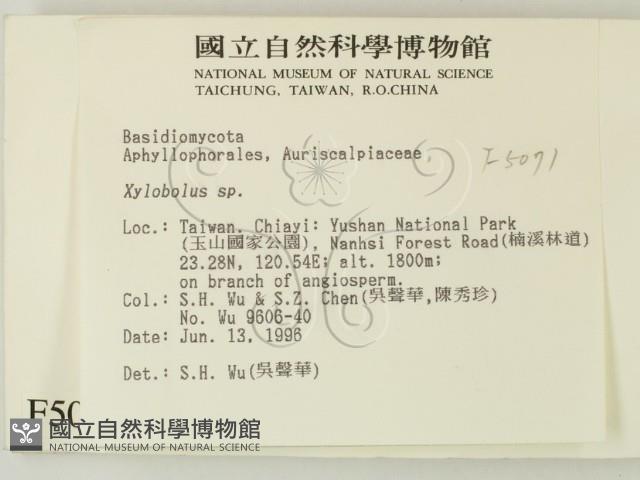 國立自然科學博物館
NATIONAL MUSEUM OF NATURAL SCIENCE
TAICHUNG, TAIWAN, R.O.CHINA
Basidiomycota
Aphyllophorales, Auriscalpiaceae.
F5071
Xylobolus sp.
Loc.: Taiwan. Chiayi: Yushan National Park
(玉山國家公園), Nanhsi Forest Road(楠溪林道)
23.28N, 120.54E; alt. 1800m;
on branch of angiosperm.
Col.: S.H. Wu & S.Z. Chen(吳聲華,陳秀珍)
No. Wu 9606-40
Date: Jun. 13, 1996
Det.: S.H. Wu(吳聲華)
F50
國立自然科學博物館
NATIONAL MUSEUM OF NATURAL SCIENCE